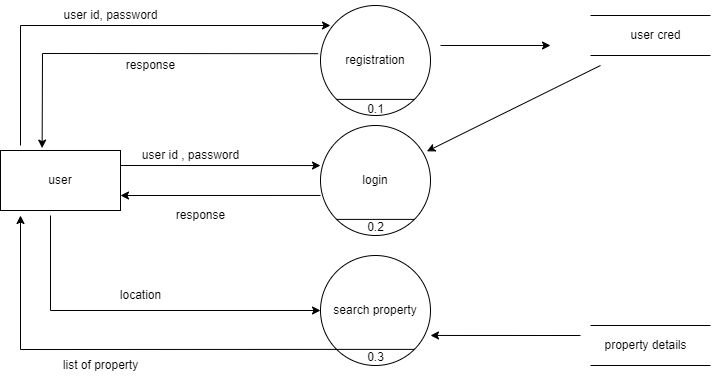 user id, password
response
registration
0.1
user cred
user id , password
user
login
response
0.2
location
search property
0.3
property details
list of property